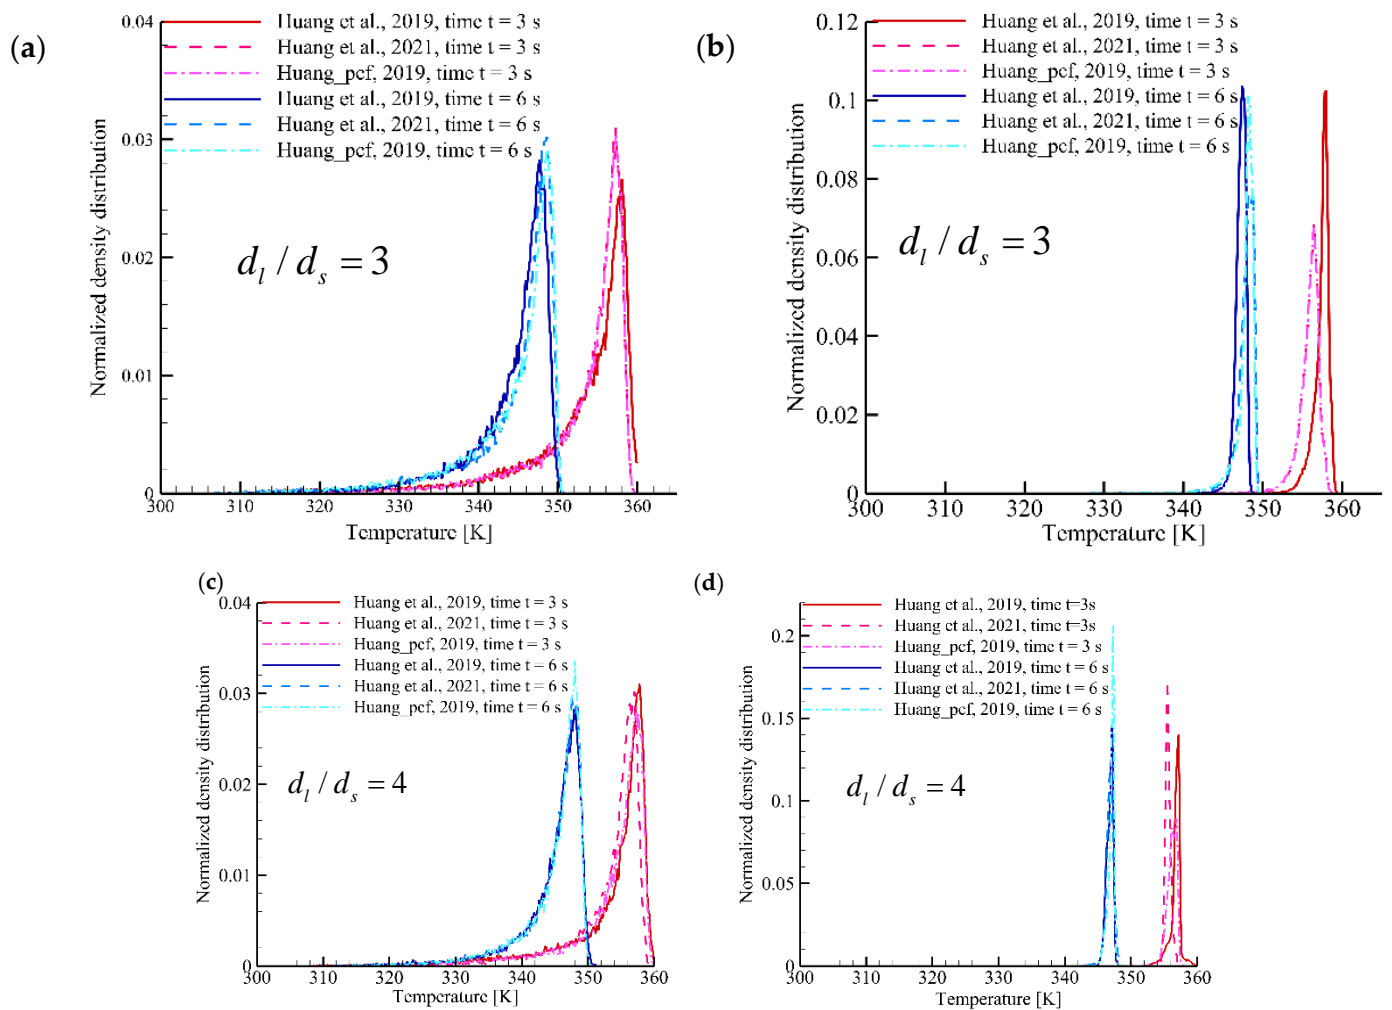 (a)
0.04
0.03
0.02
0.01
0
Normalized density distribution
Huang et al., 2019, time t = 3 s
Huang et al., 2021, time t = 3 s
Huang_pcf, 2019, time t = 3 s
Huang et al., 2019, time t = 6 s
Huang et al., 2021, time t = 6 s
Huang_pcf, 2019, time t = 6 s
d_l / d_s = 3
300 310 320 330 340 350 360
Temperature [K]
(b)
0.12
0.1
0.08
0.06
0.04
0.02
0
Normalized density distribution
Huang et al., 2019, time t = 3 s
Huang et al., 2021, time t = 3 s
Huang_pcf, 2019, time t = 3 s
Huang et al., 2019, time t = 6 s
Huang et al., 2021, time t = 6 s
Huang_pcf, 2019, time t = 6 s
d_l / d_s = 3
300 310 320 330 340 350 360
Temperature [K]
(c)
0.04
0.03
0.02
0.01
0
Normalized density distribution
Huang et al., 2019, time t = 3 s
Huang et al., 2021, time t = 3 s
Huang_pcf, 2019, time t = 3 s
Huang et al., 2019, time t = 6 s
Huang et al., 2021, time t = 6 s
Huang_pcf, 2019, time t = 6 s
d_l / d_s = 4
300 310 320 330 340 350 360
Temperature [K]
(d)
0.2
0.15
0.1
0.05
0
Normalized density distribution
Huang et al., 2019, time t=3s
Huang et al., 2021, time t=3s
Huang_pcf, 2019, time t = 3 s
Huang et al., 2019, time t = 6 s
Huang et al., 2021, time t = 6 s
Huang_pcf, 2019, time t = 6 s
d_l / d_s = 4
300 310 320 330 340 350 360
Temperature [K]